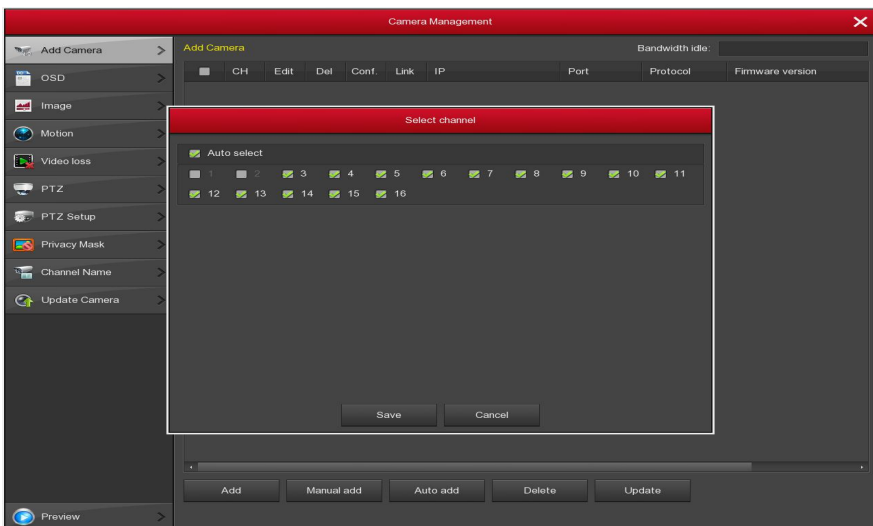 Camera Management
Add Camera
OSD
Image
Motion
Video loss
PTZ
PTZ Setup
Privacy Mask
Channel Name
Update Camera
Preview
Add Camera Bandwidth idle:
CH Edit Del Conf. Link IP Port Protocol Firmware version
Select channel
Auto select
1 2 3 4 5 6 7 8 9 10 11
12 13 14 15 16
Save Cancel
Add Manual add Auto add Delete Update